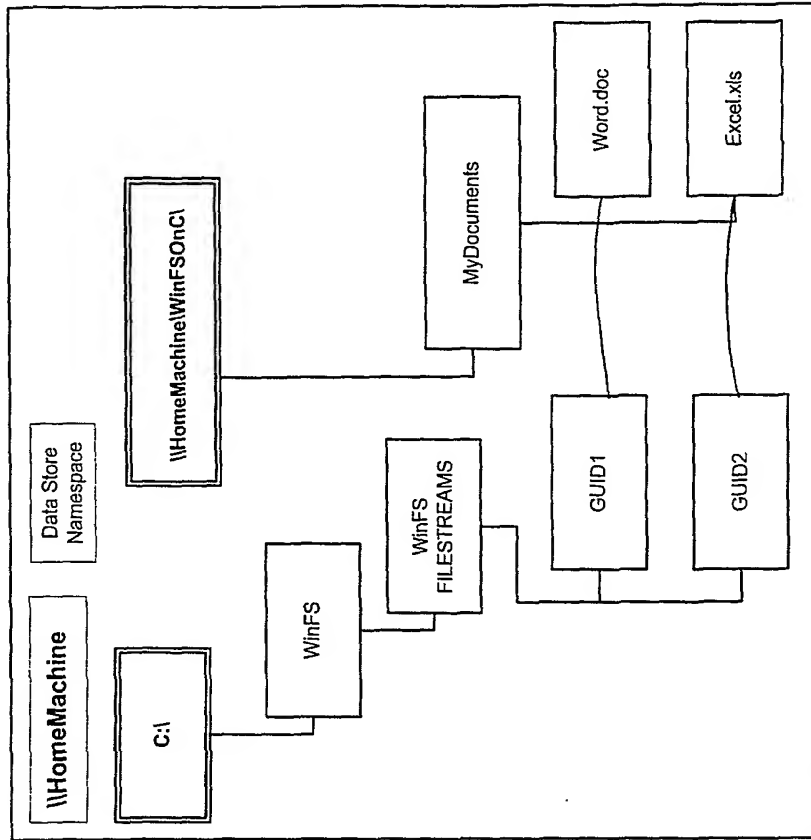 \\HomeMachine
Data Store
Namespace
C:\
\\HomeMachine\WinFSOnC\
WinFS
WinFS
FILESTREAMS
MyDocuments
GUID1
Word.doc
GUID2
Excel.xls